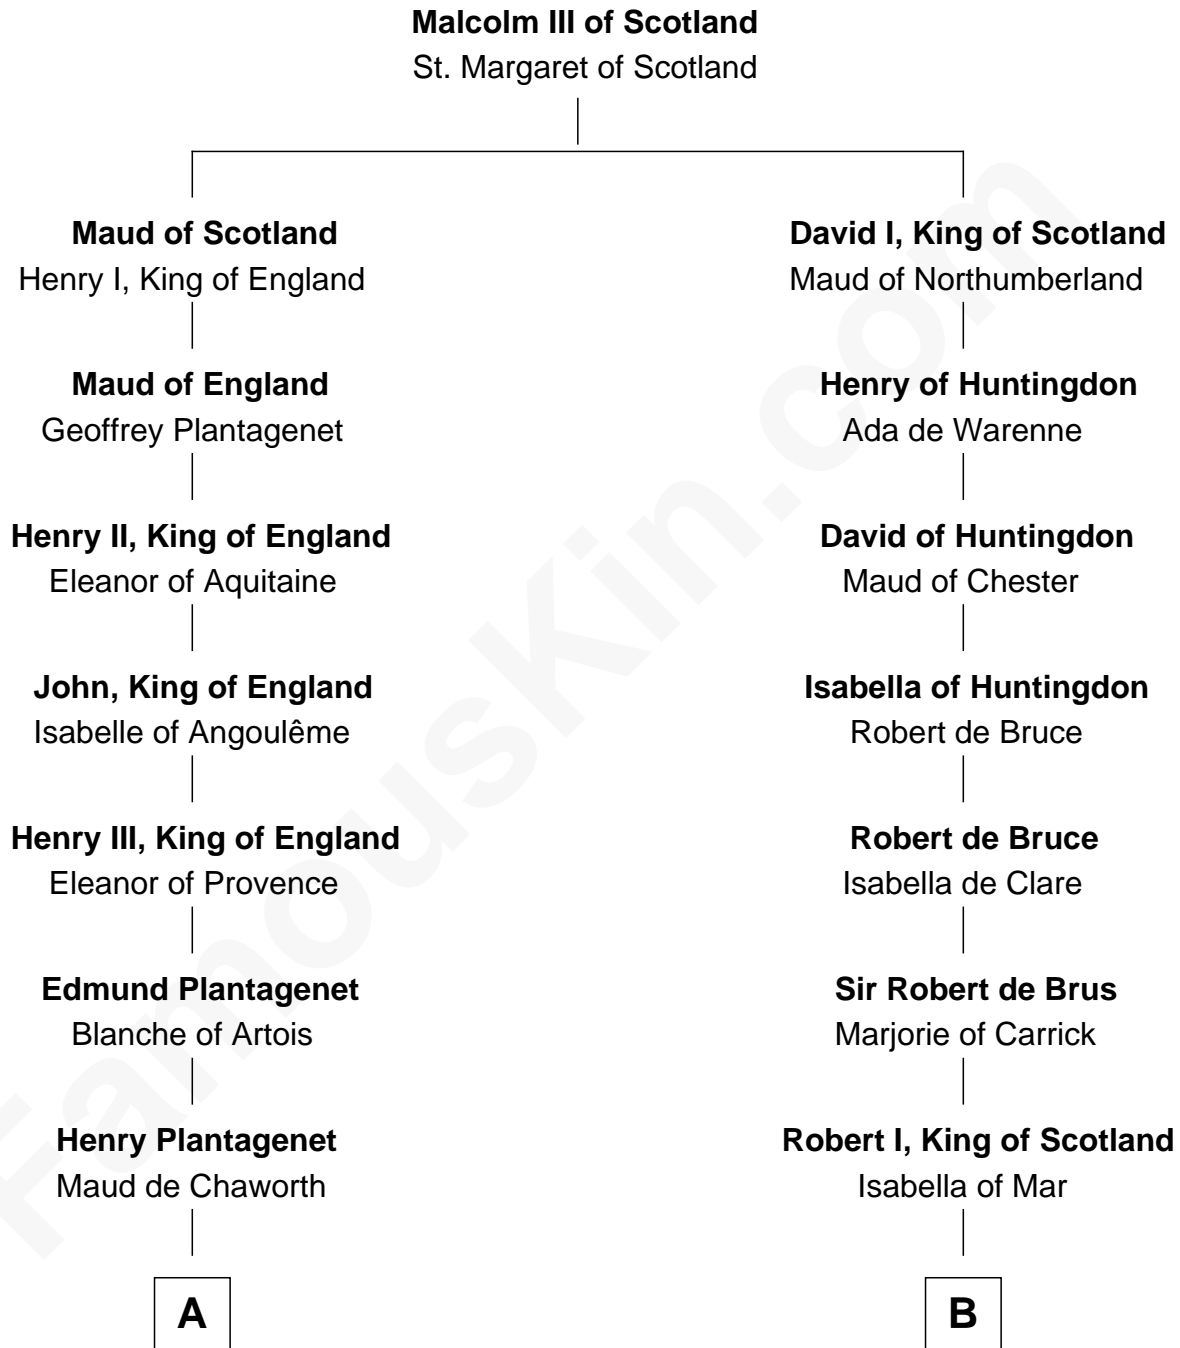 Malcolm III of Scotland
St. Margaret of Scotland
Maud of Scotland
Henry I, King of England
Maud of England
Geoffrey Plantagenet
Henry II, King of England
Eleanor of Aquitaine
John, King of England
Isabelle of Angoulême
Henry III, King of England
Eleanor of Provence
Edmund Plantagenet
Blanche of Artois
Henry Plantagenet
Maud de Chaworth
A
David I, King of Scotland
Maud of Northumberland
Henry of Huntingdon
Ada de Warenne
David of Huntingdon
Maud of Chester
Isabella of Huntingdon
Robert de Bruce
Robert de Bruce
Isabella de Clare
Sir Robert de Brus
Marjorie of Carrick
Robert I, King of Scotland
Isabella of Mar
B
FamousKin.com